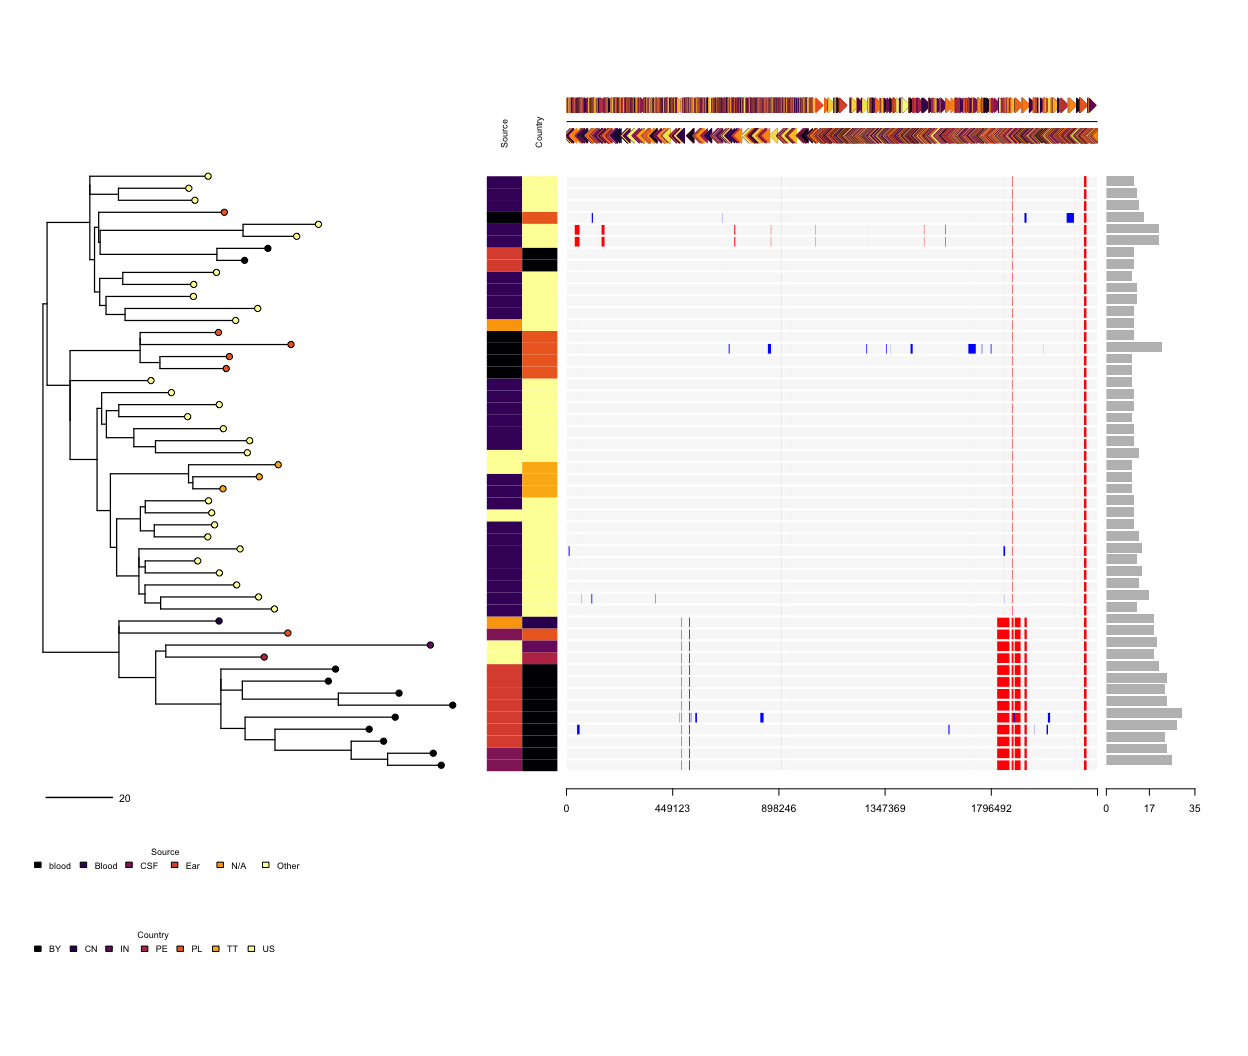 Source
Country
20
0 449123 898246 1347369 1796492
0 17 35
Source
blood Blood CSF Ear N/A Other
Country
BY CN IN PE PL TT US